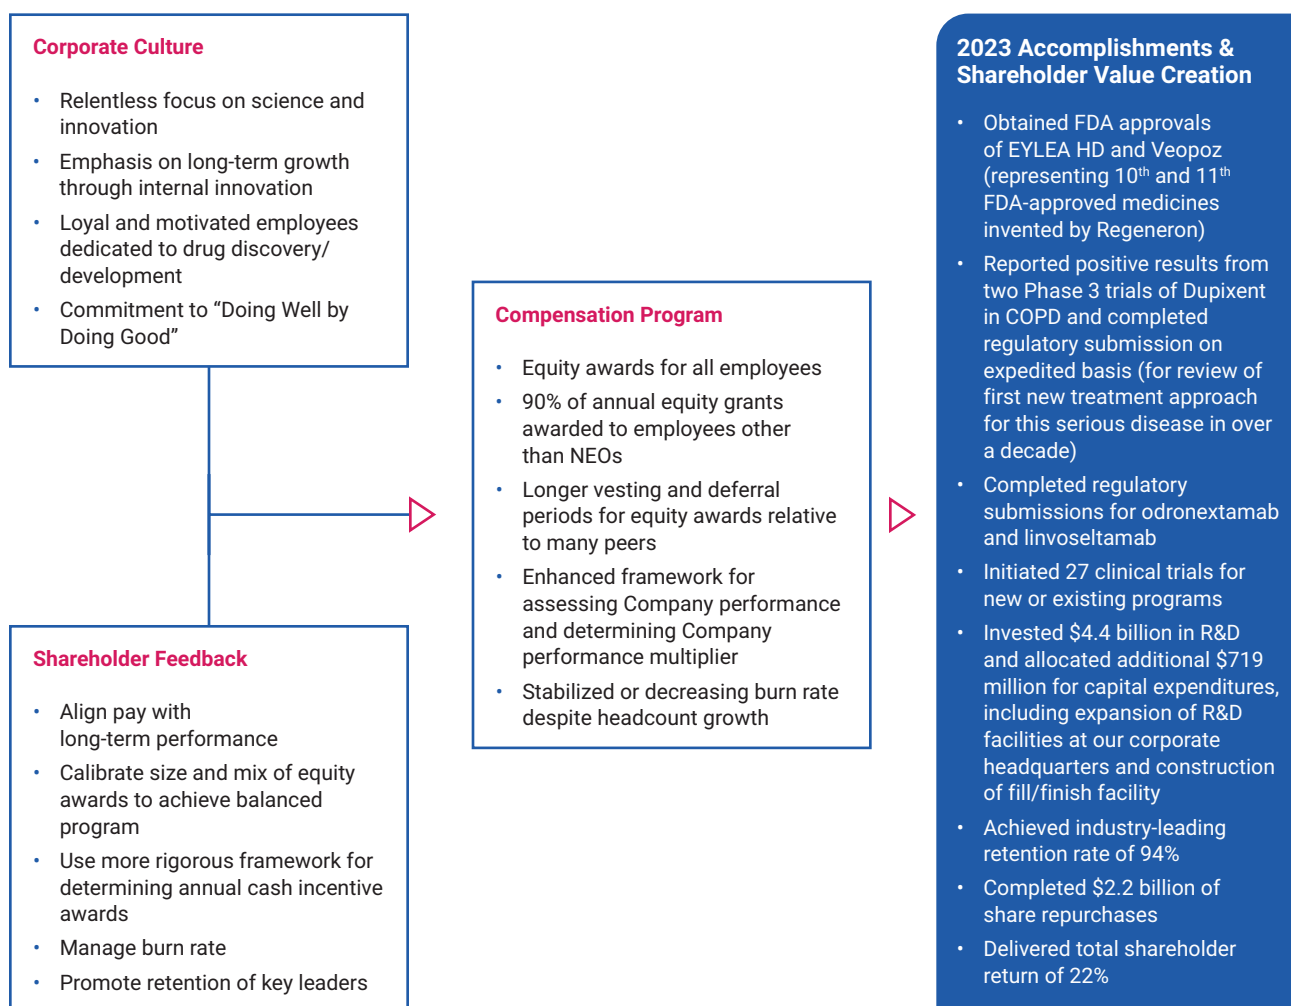 Corporate Culture
• Relentless focus on science and
innovation
• Emphasis on long-term growth
through internal innovation
• Loyal and motivated employees
dedicated to drug discovery/
development
• Commitment to “Doing Well by
Doing Good”
Shareholder Feedback
• Align pay with
long-term performance
• Calibrate size and mix of equity
awards to achieve balanced
program
• Use more rigorous framework for
determining annual cash incentive
awards
• Manage burn rate
• Promote retention of key leaders
Compensation Program
• Equity awards for all employees
• 90% of annual equity grants
awarded to employees other
than NEOs
• Longer vesting and deferral
periods for equity awards relative
to many peers
• Enhanced framework for
assessing Company performance
and determining Company
performance multiplier
• Stabilized or decreasing burn rate
despite headcount growth
2023 Accomplishments &
Shareholder Value Creation
• Obtained FDA approvals
of EYLEA HD and Veopoz
(representing 10th and 11th
FDA-approved medicines
invented by Regeneron)
• Reported positive results from
two Phase 3 trials of Dupixent
in COPD and completed
regulatory submission on
expedited basis (for review of
first new treatment approach
for this serious disease in over
a decade)
• Completed regulatory
submissions for odronextamab
and linvoseltamab
• Initiated 27 clinical trials for
new or existing programs
• Invested $4.4 billion in R&D
and allocated additional $719
million for capital expenditures,
including expansion of R&D
facilities at our corporate
headquarters and construction
of fill/finish facility
• Achieved industry-leading
retention rate of 94%
• Completed $2.2 billion of
share repurchases
• Delivered total shareholder
return of 22%